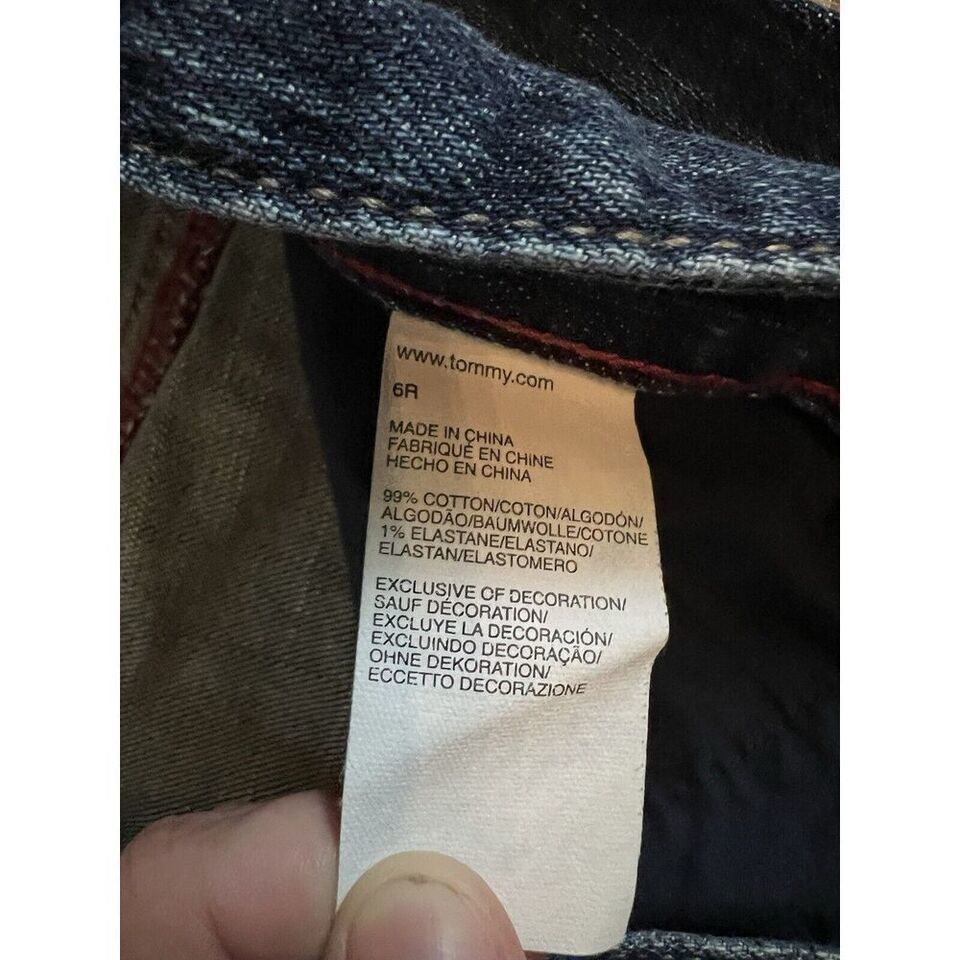 www.tommy.com
6R
MADE IN CHINA
FABRIQUÉ EN CHINE
HECHO EN CHINA
99% COTTON/COTON/ALGODÓN/
ALGODÃO/BAUMWOLLE/COTONE
1% ELASTANE/ELASTANO/
ELASTAN/ELASTOMERO
EXCLUSIVE OF DECORATION/
SAUF DÉCORATION/
EXCLUYE LA DECORACIÓN/
EXCLUINDO DECORAÇÃO/
OHNE DEKORATION/
ECCETTO DECORAZIONE